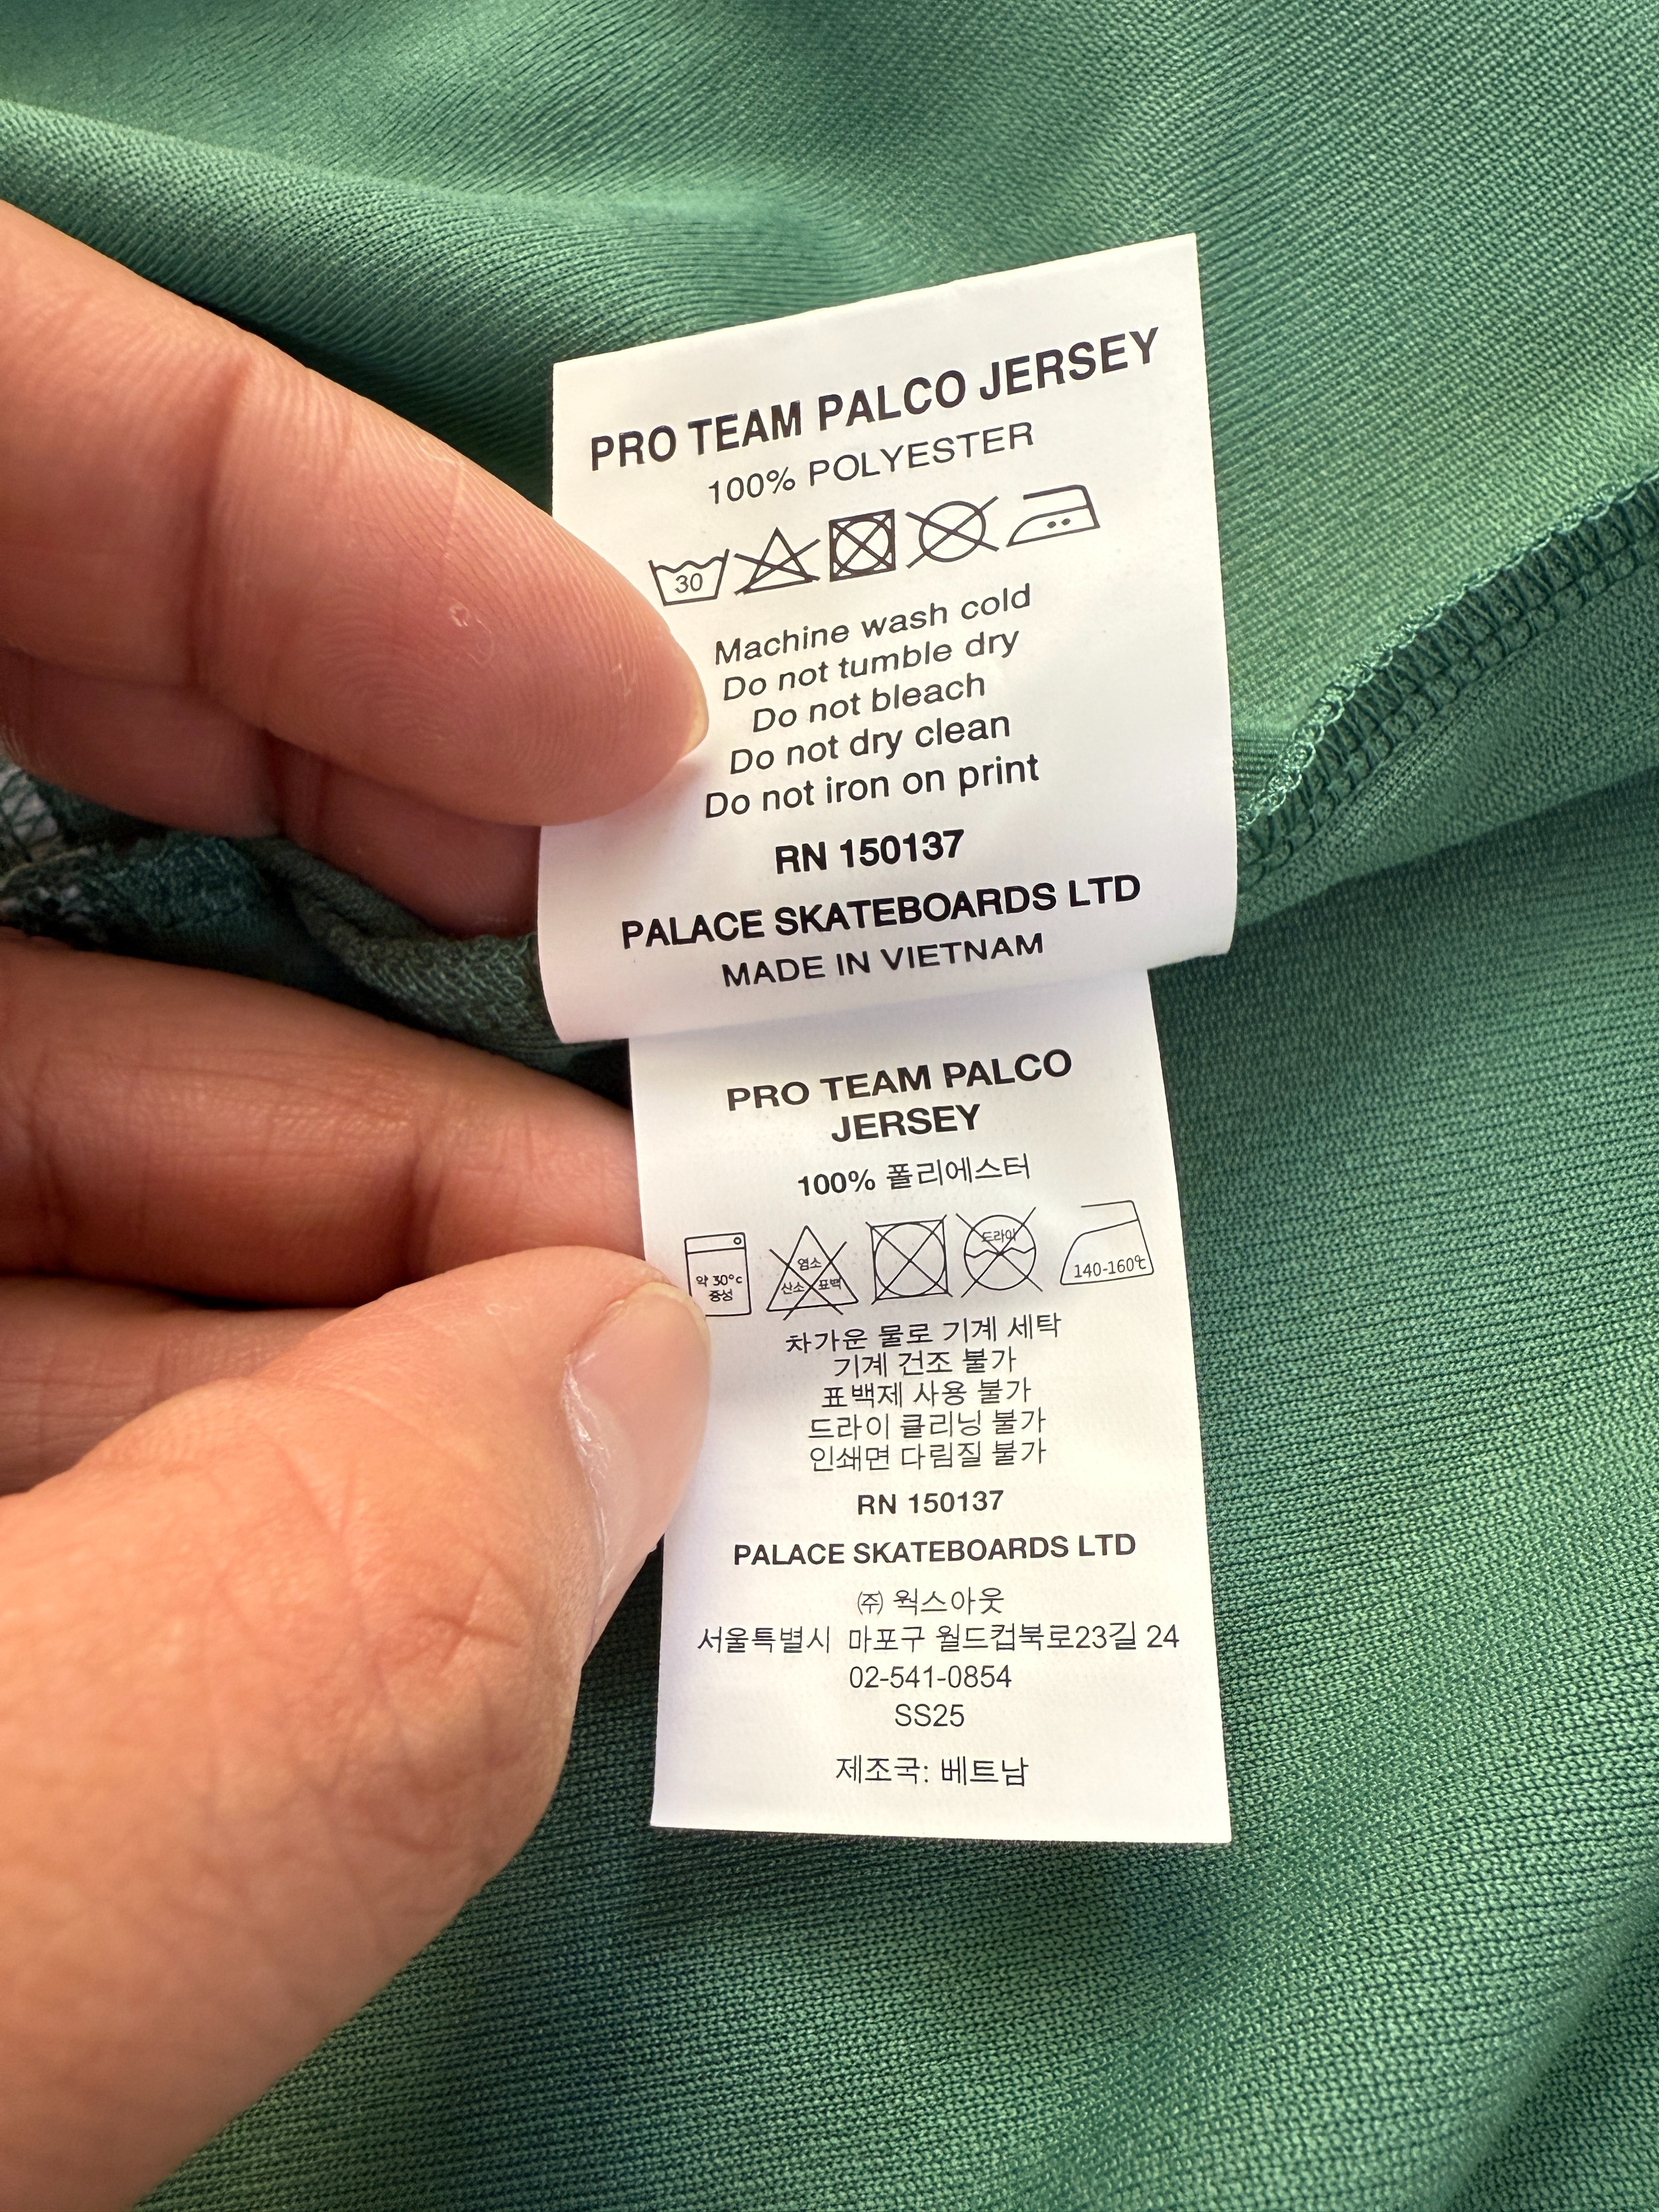 PRO TEAM PALCO JERSEY
100% POLYESTER
30
Machine wash cold
Do not tumble dry
Do not bleach
Do not dry clean
Do not iron on print
RN 150137
PALACE SKATEBOARDS LTD
MADE IN VIETNAM
PRO TEAM PALCO
JERSEY
100% 폴리에스터
약 30°c
중성
염소
산소 표백
드라이
140-160℃
차가운 물로 기계 세탁
기계 건조 불가
표백제 사용 불가
드라이 클리닝 불가
인쇄면 다림질 불가
RN 150137
PALACE SKATEBOARDS LTD
㈜ 웍스아웃
서울특별시 마포구 월드컵북로23길 24
02-541-0854
SS25
제조국: 베트남